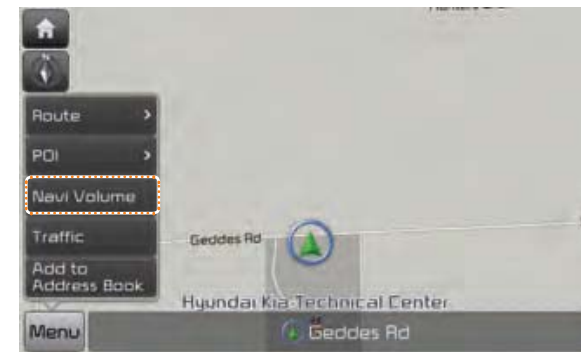 Route >
POI >
Navi Volume
Traffic
Add to
Address Book
Geddes Rd
Hyundai Kia Technical Center
Menu
Geddes Rd